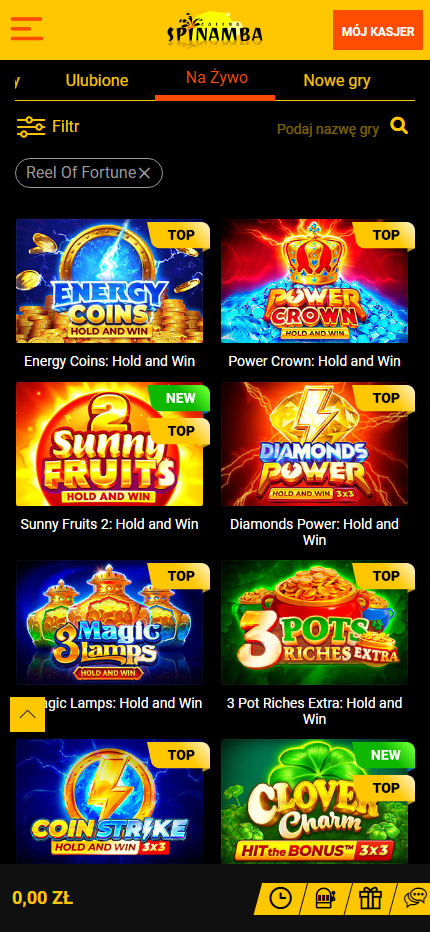 CASINO
SPINAMBA
MÓJ KASJER
y
Ulubione
Na Żywo
Nowe gry
Filtr
Podaj nazwę gry
Reel Of Fortune
TOP
ENERGY
COINS
HOLD AND WIN
Energy Coins: Hold and Win
TOP
POWER
CROWN
HOLD AND WIN
Power Crown: Hold and Win
NEW
TOP
2
Sunny
FRUITS
HOLD AND WIN
Sunny Fruits 2: Hold and Win
TOP
DIAMONDS
POWER
HOLD AND WIN 3X3
Diamonds Power: Hold and
Win
TOP
3 Magic
Lamps
HOLD AND WIN
agic Lamps: Hold and Win
TOP
3 POTS
RICHES EXTRA
3 Pot Riches Extra: Hold and
Win
TOP
COIN STRIKE
HOLD AND WIN 3X3
NEW
TOP
CLOVER
Charm
HIT the BONUS™ 3X3
0,00 ZŁ